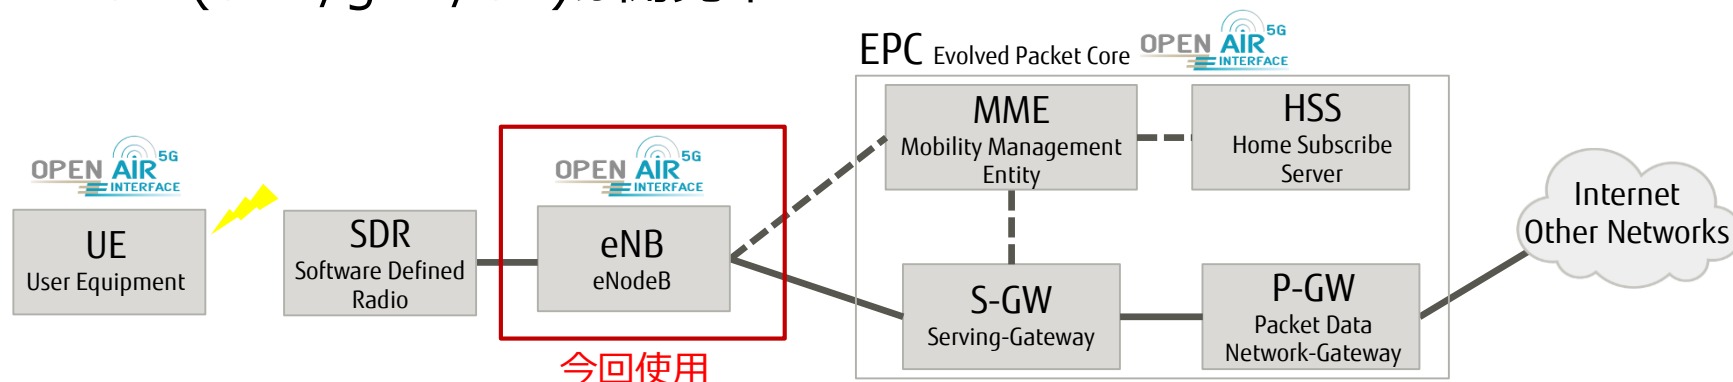 EPC Evolved Packet Core
OPEN AIR 5G
INTERFACE
MME
Mobility Management
Entity
HSS
Home Subscribe
Server
OPEN AIR 5G
INTERFACE
UE
User Equipment
SDR
Software Defined
Radio
OPEN AIR 5G
INTERFACE
eNB
eNodeB
今回使用
S-GW
Serving-Gateway
P-GW
Packet Data
Network-Gateway
Internet
Other Networks